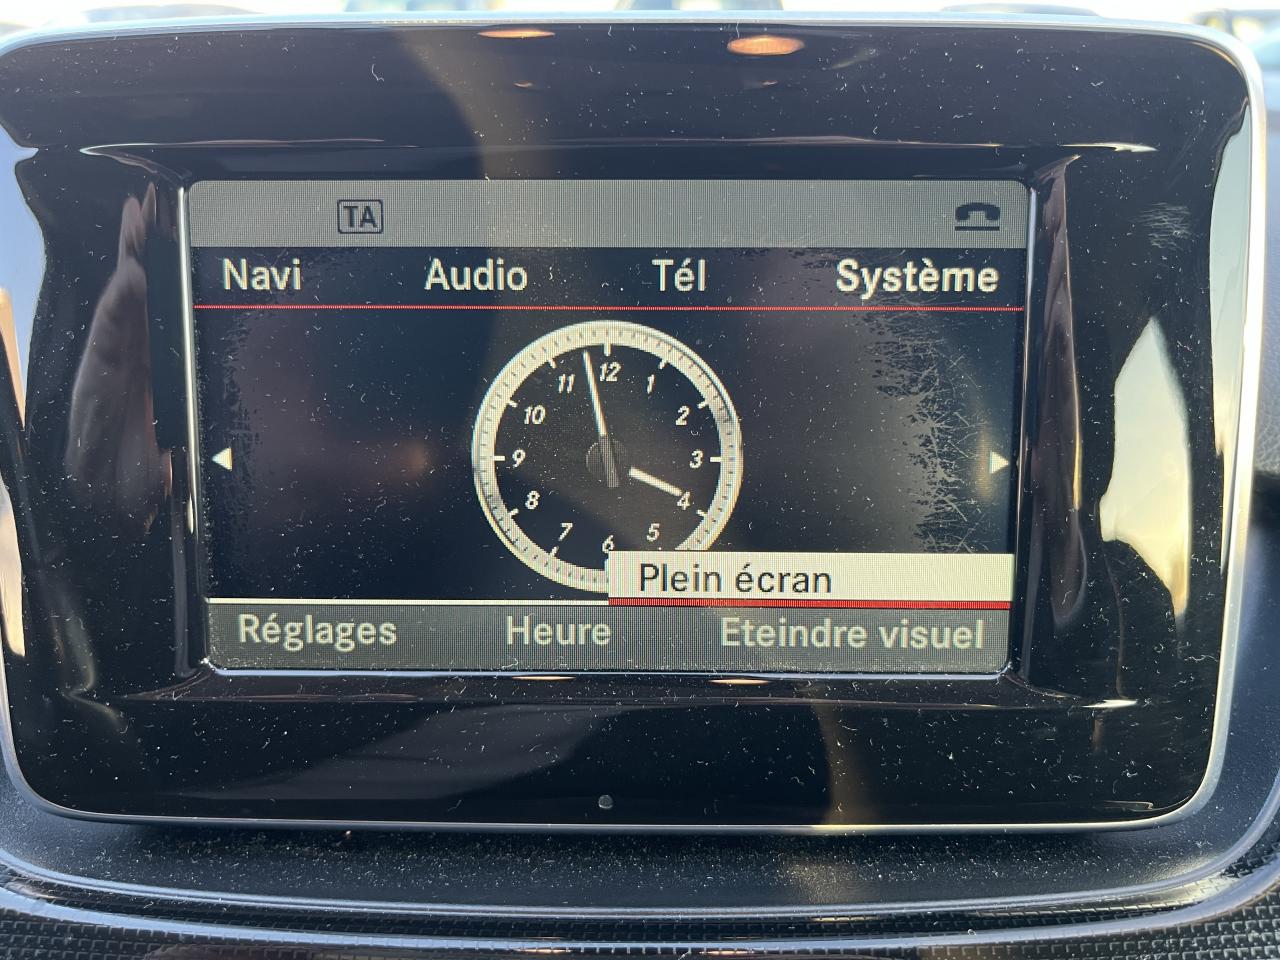 TA
Navi Audio Tél Système
12
11 1
10 2
9 3
8 4
7 5
6
Plein écran
Réglages Heure Eteindre visuel